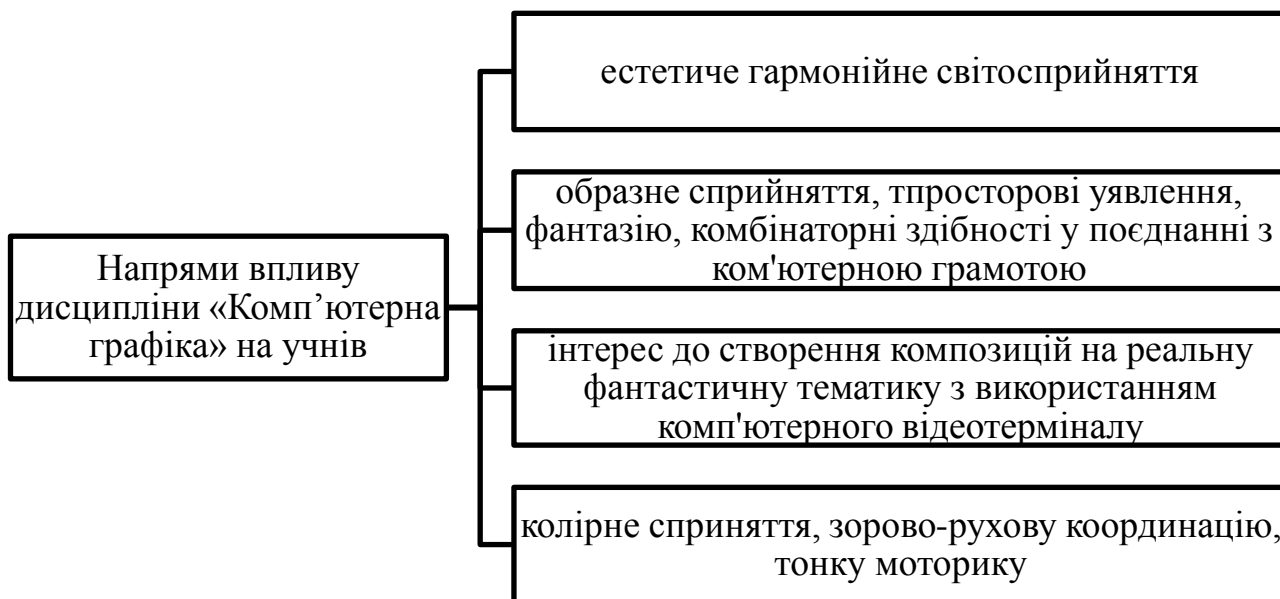 Напрями впливу
дисципліни «Комп’ютерна
графіка» на учнів
естетиче гармонійне світосприйняття
образне сприйняття, тпросторові уявлення,
фантазію, комбінаторні здібності у поєднанні з
ком'ютерною грамотою
інтерес до створення композицій на реальну
фантастичну тематику з використанням
комп'ютерного відеотерміналу
колірне сприняття, зорово-рухову координацію,
тонку моторику